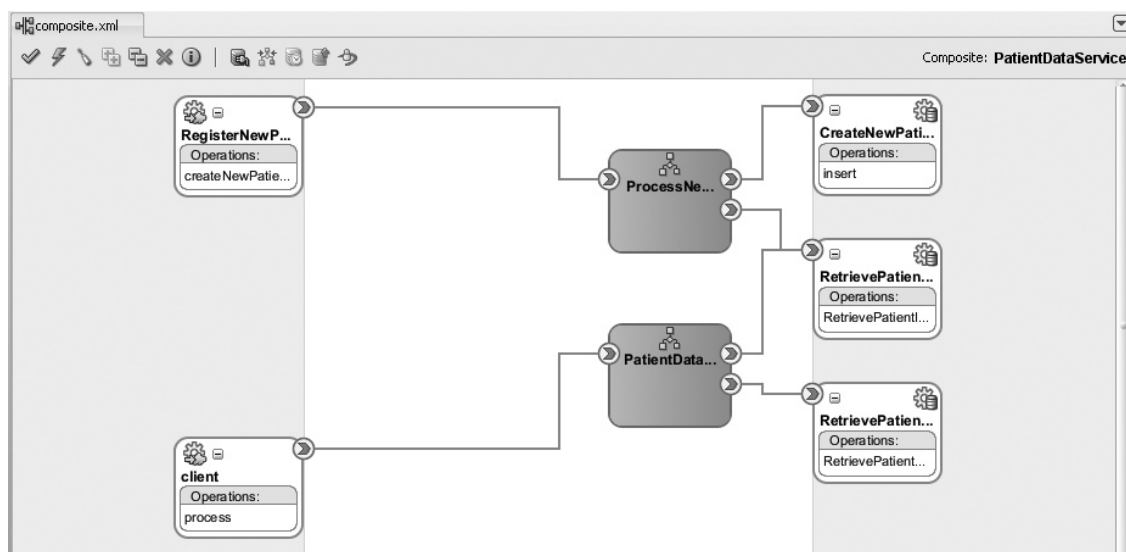 composite.xml
Composite: PatientDataService
RegisterNewP...
Operations:
createNewPatie...
ProcessNe...
CreateNewPati...
Operations:
insert
RetrievePatien...
Operations:
RetrievePatientI...
PatientData...
RetrievePatien...
Operations:
RetrievePatient...
client
Operations:
process